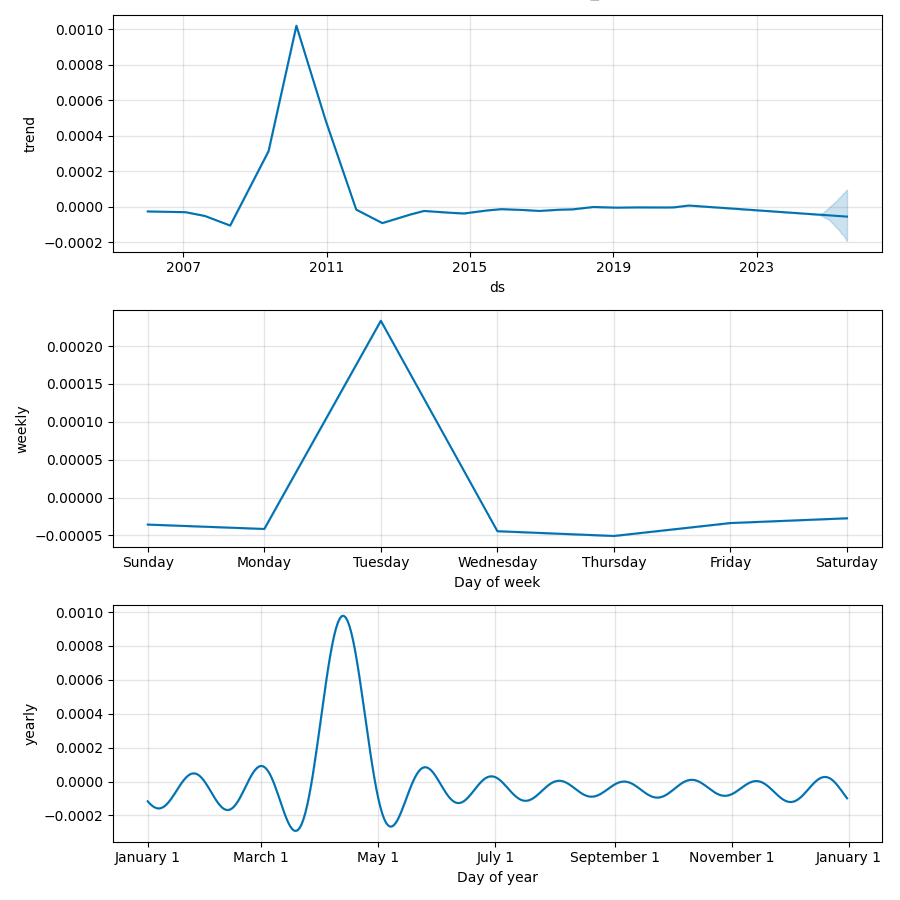 0.0010
0.0008
0.0006
0.0004
0.0002
0.0000
−0.0002
trend
2007 2011 2015 2019 2023
ds
0.00020
0.00015
0.00010
0.00005
0.00000
−0.00005
weekly
Sunday Monday Tuesday Wednesday Thursday Friday Saturday
Day of week
0.0010
0.0008
0.0006
0.0004
0.0002
0.0000
−0.0002
yearly
January 1 March 1 May 1 July 1 September 1 November 1 January 1
Day of year